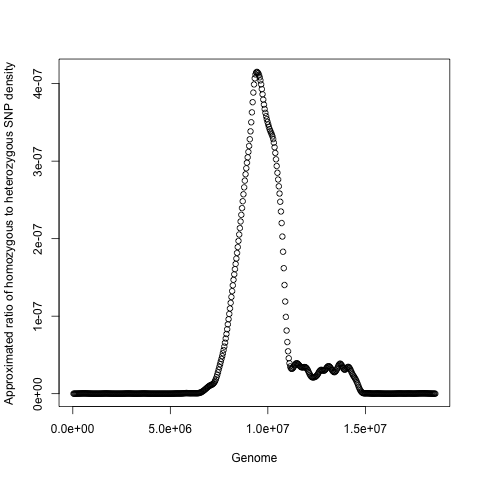 Approximated ratio of homozygous to heterozygous SNP density
4e-07
3e-07
2e-07
1e-07
0e+00
0.0e+00 5.0e+06 1.0e+07 1.5e+07
Genome